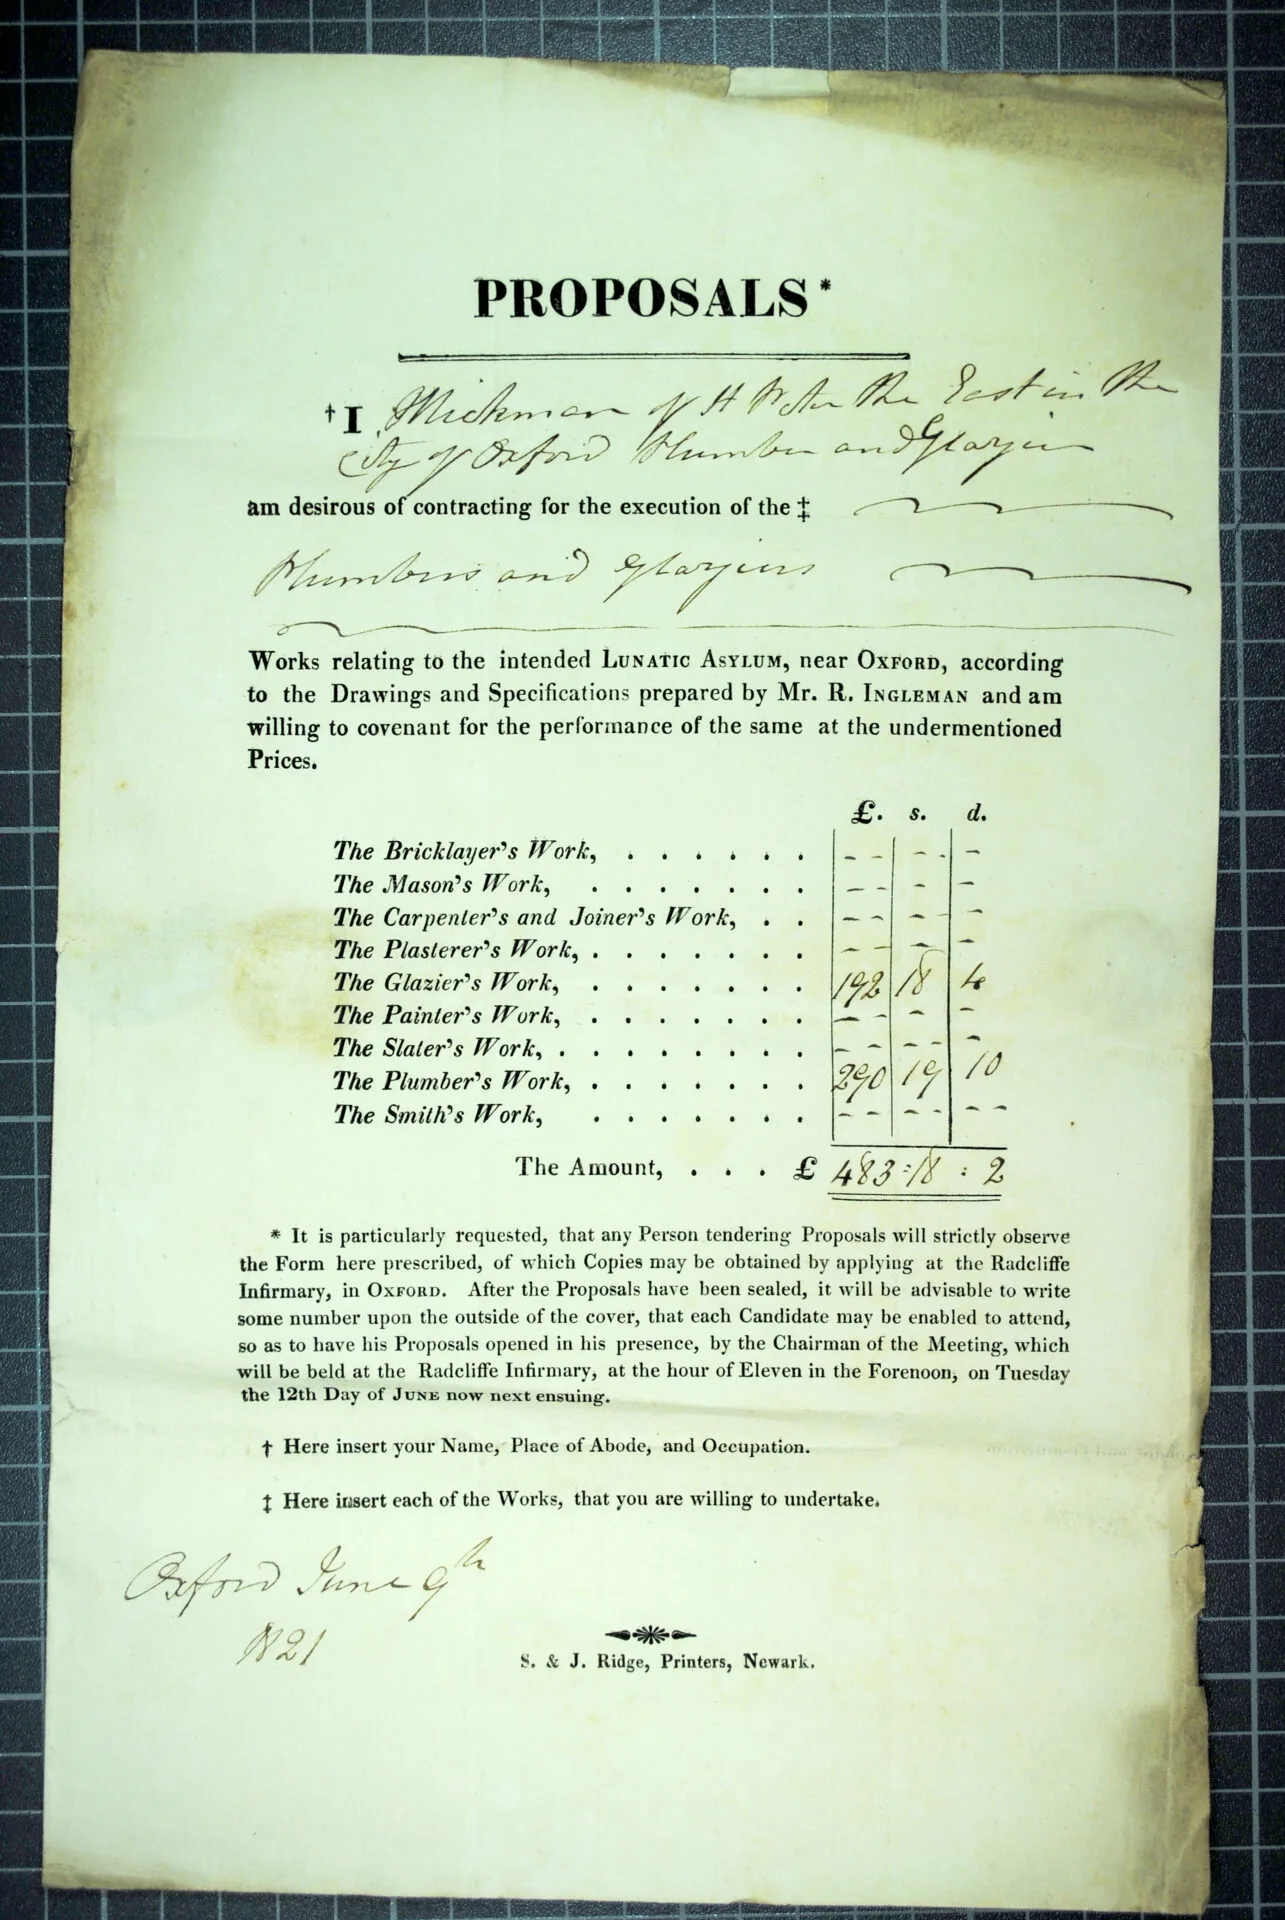 PROPOSALS*
†I Hickman of St Peter the East in the
City of Oxford Plumber and Glazier
am desirous of contracting for the execution of the ‡
Plumbers and Glaziers
Works relating to the intended LUNATIC ASYLUM, near OXFORD, according
to the Drawings and Specifications prepared by Mr. R. INGLEMAN and am
willing to covenant for the performance of the same at the undermentioned
Prices.
£. s. d.
The Bricklayer's Work, . . . . . . - - - - -
The Mason's Work, . . . . . . . - - - -
The Carpenter's and Joiner's Work, . . - - - - -
The Plasterer's Work, . . . . . . . - - - -
The Glazier's Work, . . . . . . . 192 18 4
The Painter's Work, . . . . . . . - - - -
The Slater's Work, . . . . . . . . - - - - -
The Plumber's Work, . . . . . . . 290 19 10
The Smith's Work, . . . . . . . - - - - - -
The Amount, . . . £ 483 : 18 : 2
* It is particularly requested, that any Person tendering Proposals will strictly observe
the Form here prescribed, of which Copies may be obtained by applying at the Radcliffe
Infirmary, in OXFORD. After the Proposals have been sealed, it will be advisable to write
some number upon the outside of the cover, that each Candidate may be enabled to attend,
so as to have his Proposals opened in his presence, by the Chairman of the Meeting, which
will be beld at the Radcliffe Infirmary, at the hour of Eleven in the Forenoon, on Tuesday
the 12th Day of JUNE now next ensuing.
† Here insert your Name, Place of Abode, and Occupation.
‡ Here insert each of the Works, that you are willing to undertake.
Oxford June 9th
1821
S. & J. Ridge, Printers, Newark.